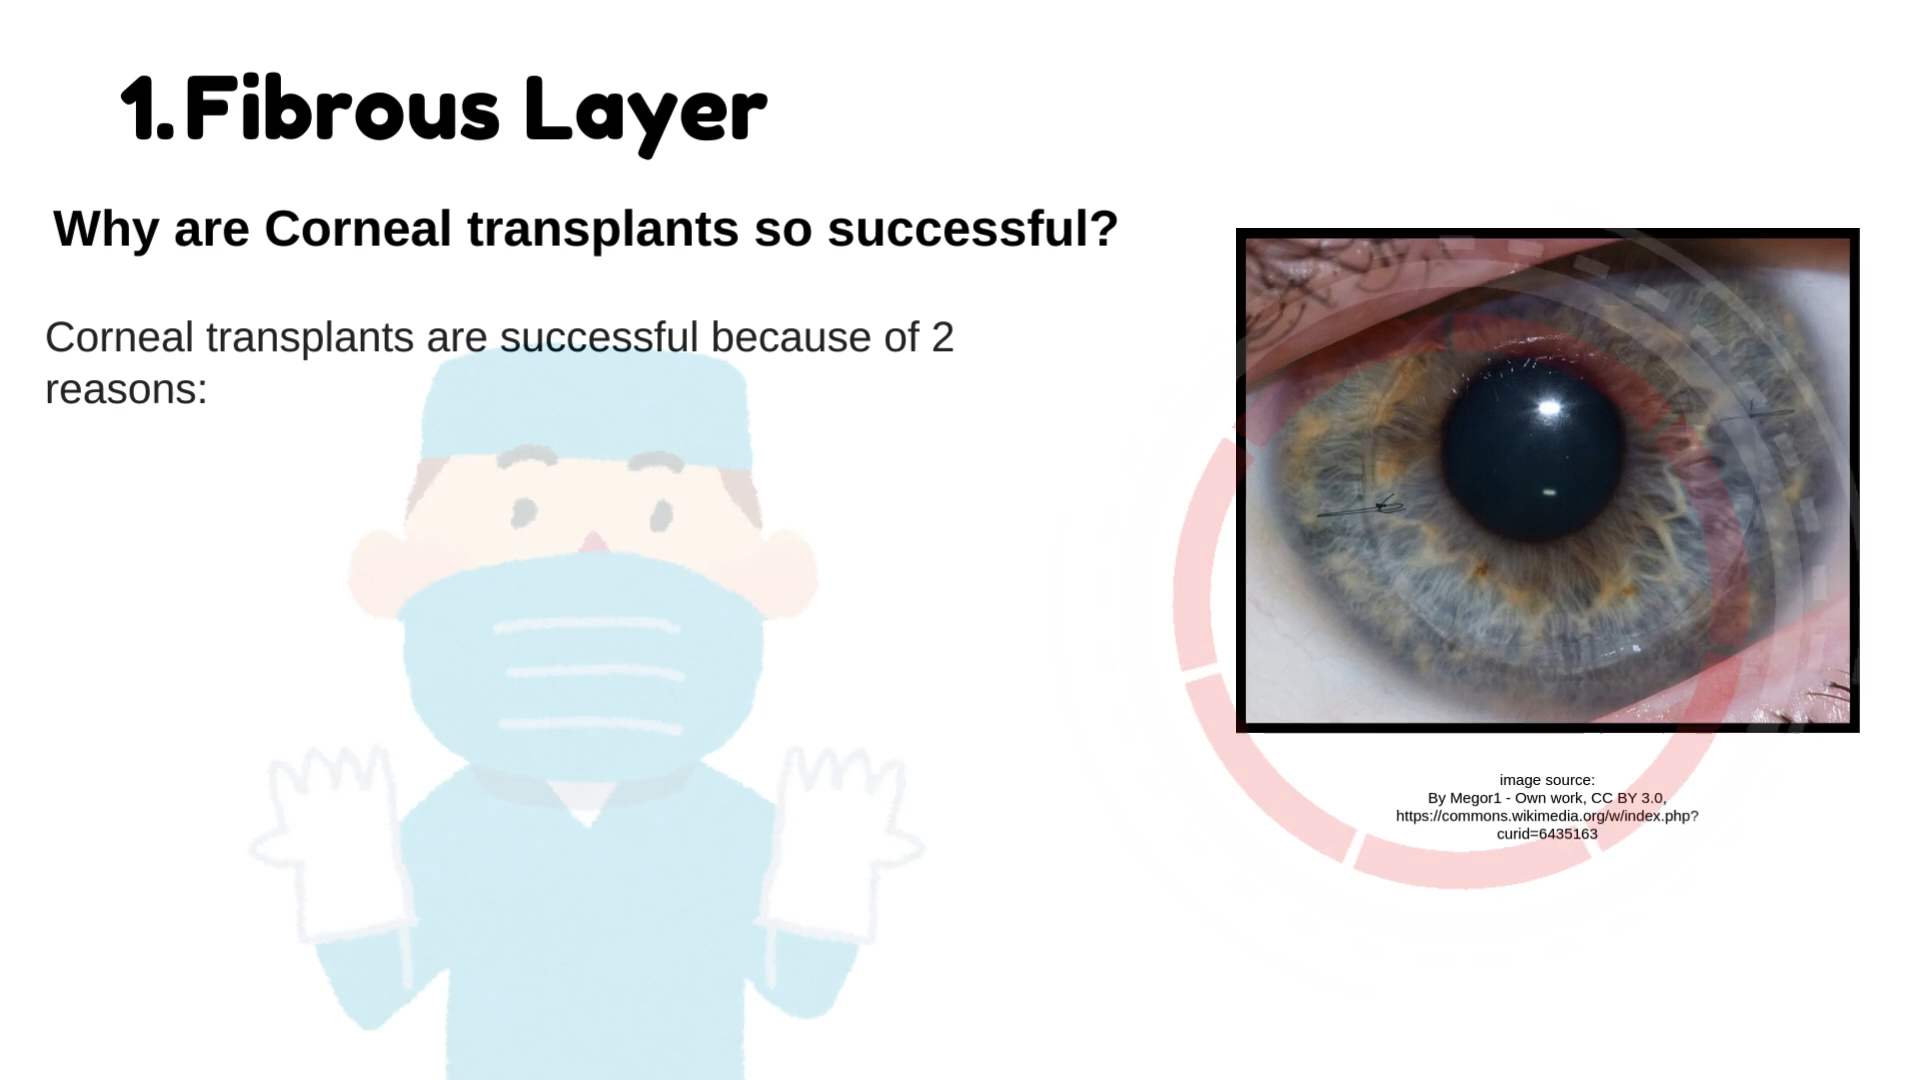 1.Fibrous Layer
Why are Corneal transplants so successful?
Corneal transplants are successful because of 2
reasons:
image source:
By Megor1 - Own work, CC BY 3.0,
https://commons.wikimedia.org/w/index.php?
curid=6435163